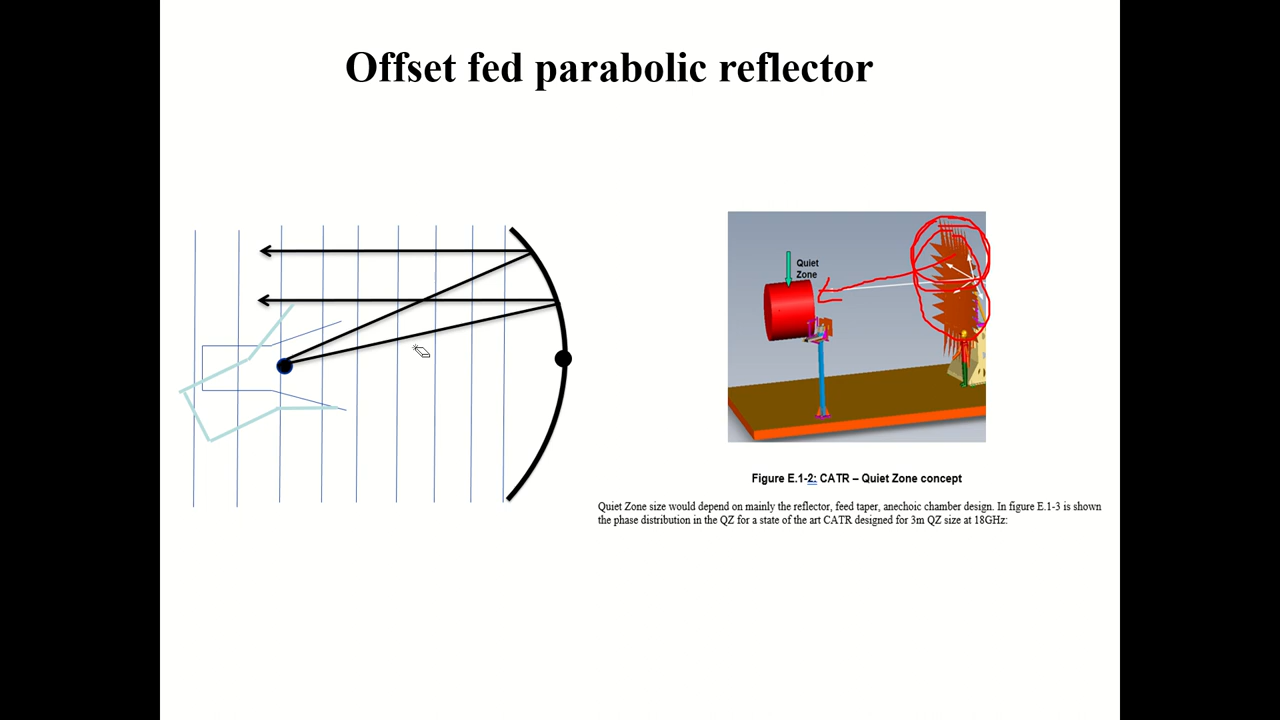 Offset fed parabolic reflector
Quiet
Zone
Figure E.1-2: CATR – Quiet Zone concept
Quiet Zone size would depend on mainly the reflector, feed taper, anechoic chamber design. In figure E.1-3 is shown
the phase distribution in the QZ for a state of the art CATR designed for 3m QZ size at 18GHz: